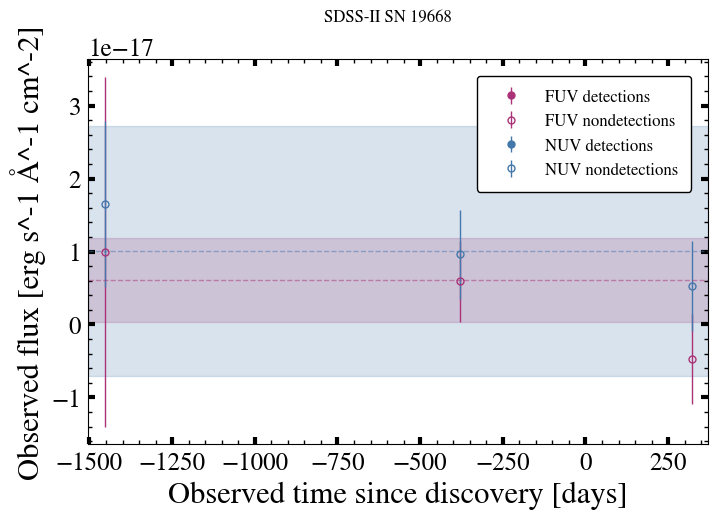 SDSS-II SN 19668
1e−17
FUV detections
FUV nondetections
NUV detections
NUV nondetections
3
2
1
0
−1
Observed flux [erg s^-1 Å^-1 cm^-2]
−1500 −1250 −1000 −750 −500 −250 0 250
Observed time since discovery [days]